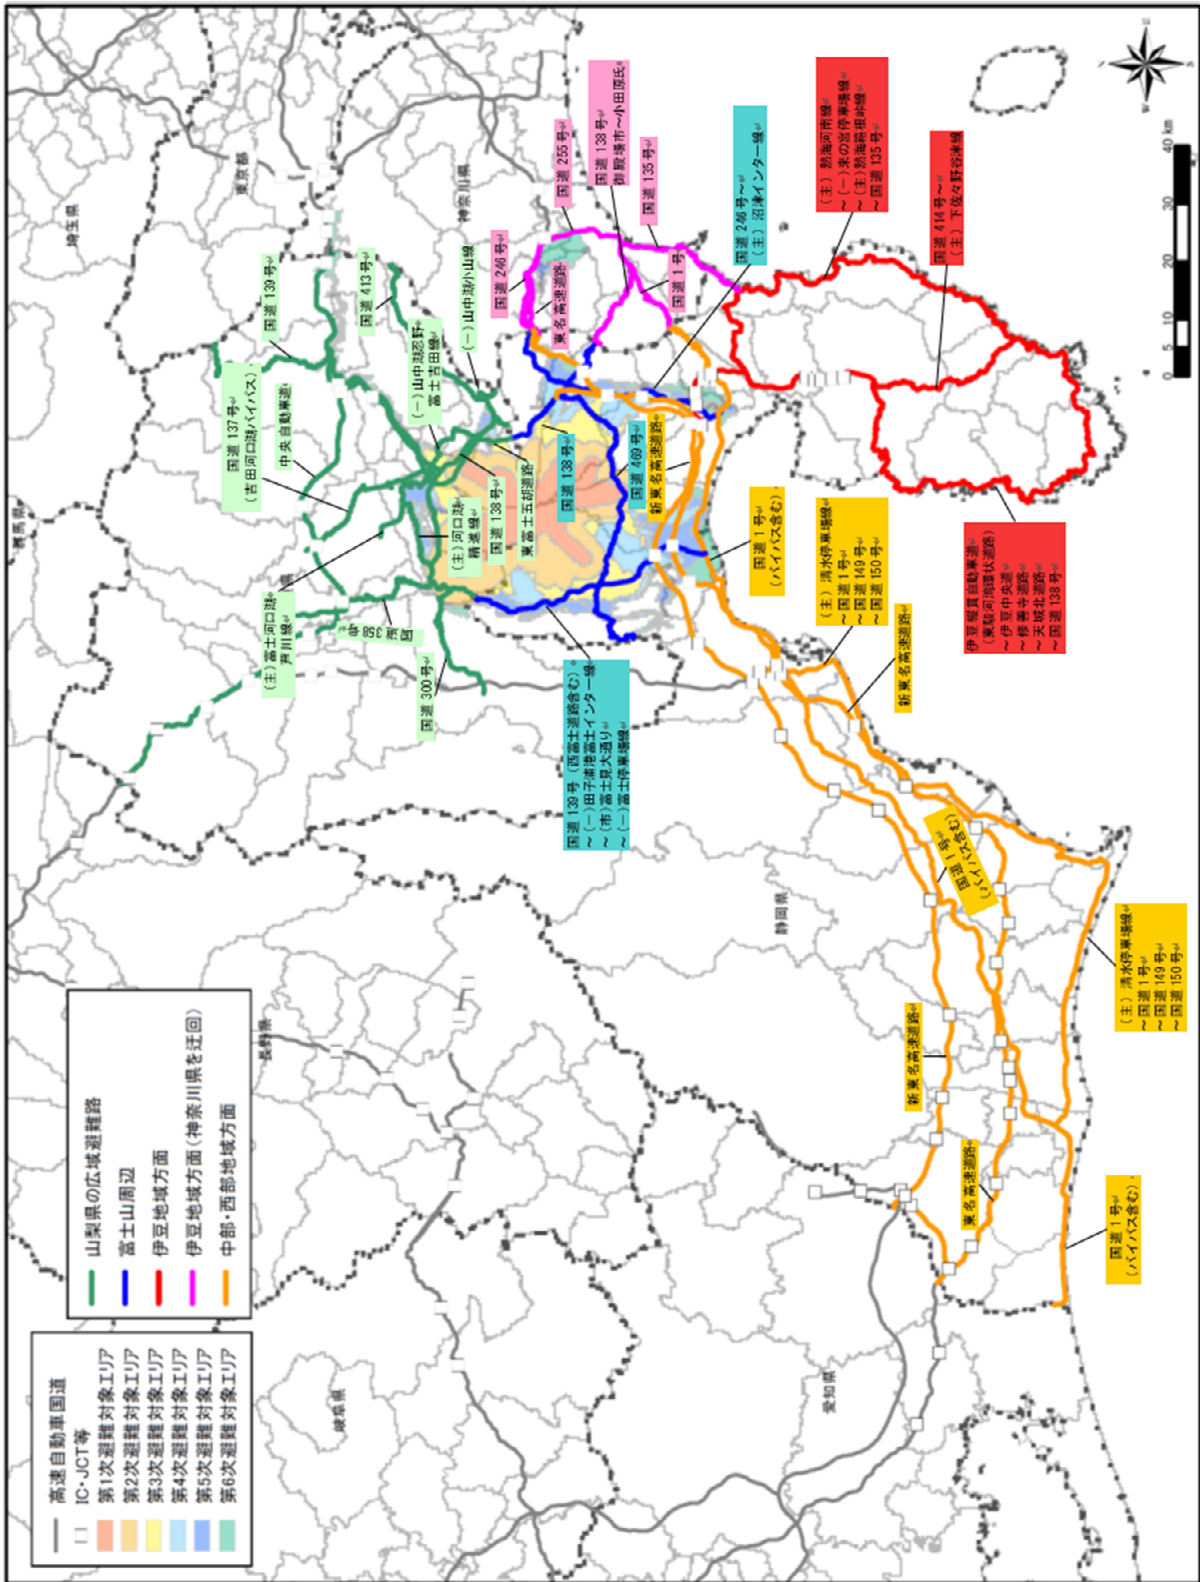 高速自動車国道
IC・JCT等
第1次避難対象エリア
第2次避難対象エリア
第3次避難対象エリア
第4次避難対象エリア
第5次避難対象エリア
第6次避難対象エリア
山梨県の広域避難路
富士山周辺
伊豆地域方面
伊豆地域方面(神奈川県を迂回)
中部・西部地域方面
岐阜県
長野県
愛知県
静岡県
群馬県
埼玉県
東京都
神奈川県
国道 300号
国道 358号
(主)富士河口湖
芦川線
国道 137号
(吉田河口湖バイパス)
中央自動車道
国道 139号
国道 413号
(一)山中湖忍野
富士吉田線
(一)山中湖小山線
(主)河口湖
精進線
国道 138号
東富士五胡道路
国道 246号
東名高速道路
国道 255号
国道 138号
御殿場市~小田原氏
国道 135号
国道 1号
国道 246号~
(主)沼津インター線
国道 138号
国道 469号
新東名高速道路
国道 139号(西富士道路含む)
~(一)田子浦港富士インター線
~(市)富士見大通り
~(一)富士停車場線
国道 1号
(バイパス含む)
(主)清水停車場線
~国道 1号
~国道 149号
~国道 150号
新東名高速道路
(主)熱海河南線
~(一)来の宮停車場線
~(主)熱海箱根峠線
~国道 135号
国道 414号~
(主)下佐々野谷津線
伊豆縦貫自動車道
(東駿河湾環状道路)
~伊豆中央道
~修善寺道路
~天城北道路
~国道 138号
国道 1号
(バイパス含む)
(主)清水停車場線
~国道 1号
~国道 149号
~国道 150号
新東名高速道路
東名高速道路
国道 1号
(バイパス含む)
0 5 10 20 30 40 km
N
E
S
W